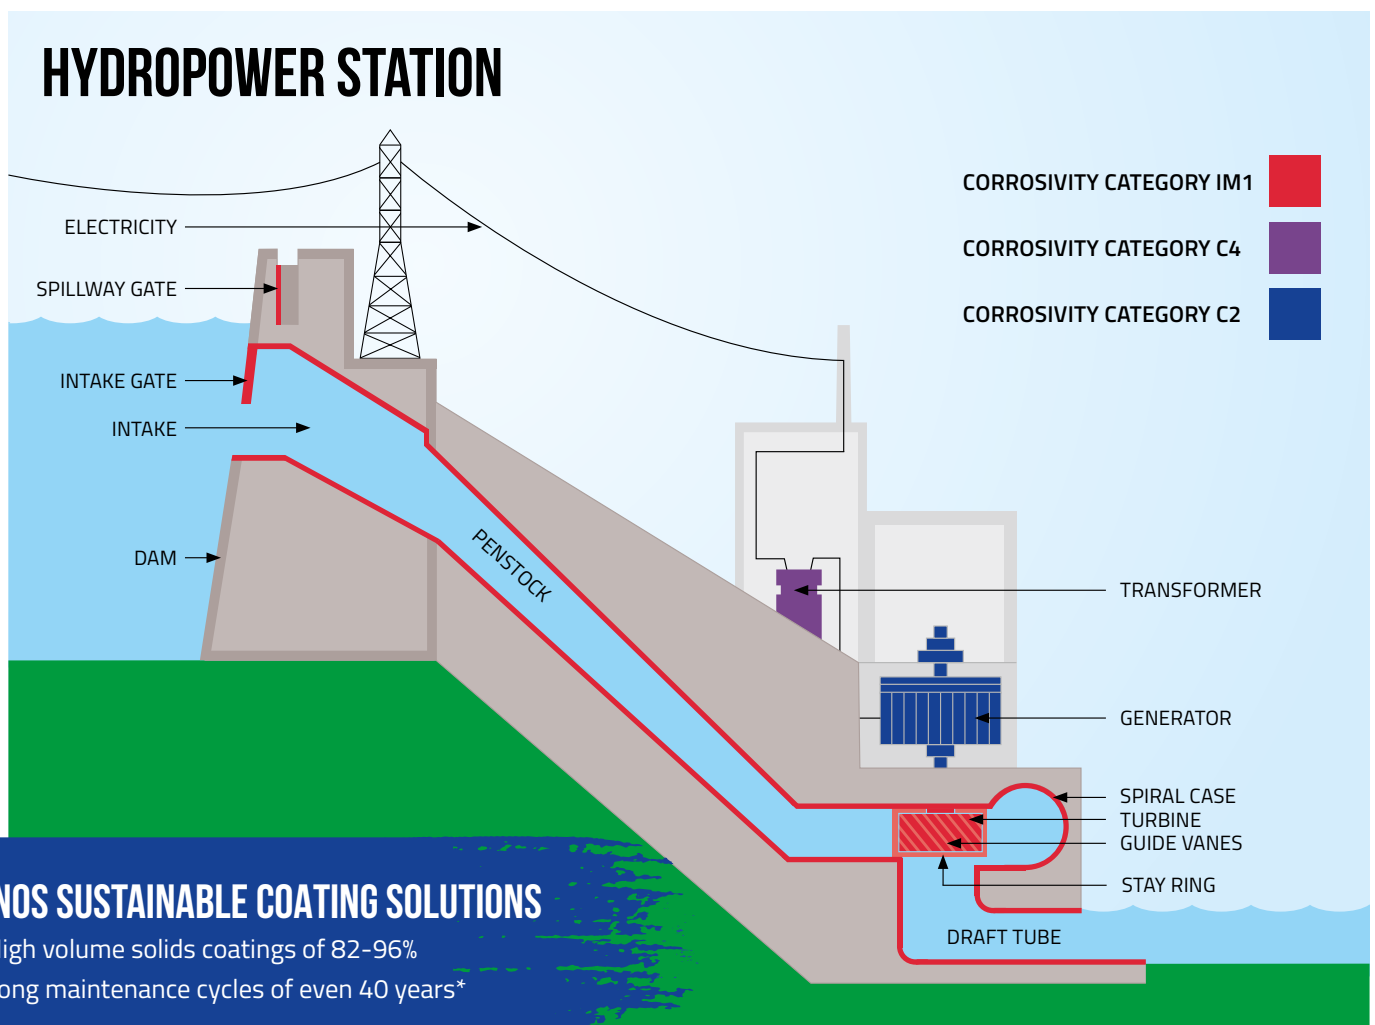 HYDROPOWER STATION
CORROSIVITY CATEGORY IM1
CORROSIVITY CATEGORY C4
CORROSIVITY CATEGORY C2
ELECTRICITY
SPILLWAY GATE
INTAKE GATE
INTAKE
DAM
PENSTOCK
TRANSFORMER
GENERATOR
SPIRAL CASE
TURBINE
GUIDE VANES
STAY RING
DRAFT TUBE
NOS SUSTAINABLE COATING SOLUTIONS
igh volume solids coatings of 82-96%
ong maintenance cycles of even 40 years*